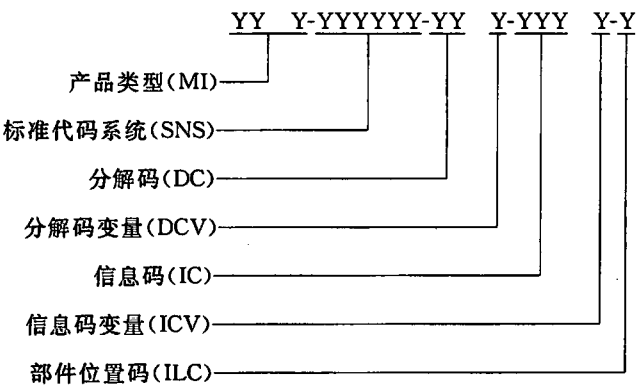 YY Y-YYYYYY-YY Y-YYY Y-Y
产品类型(MI)
标准代码系统(SNS)
分解码(DC)
分解码变量(DCV)
信息码(IC)
信息码变量(ICV)
部件位置码(ILC)